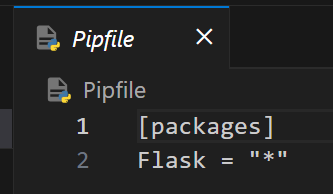 Pipfile
Pipfile
1 [packages]
2 Flask = "*"